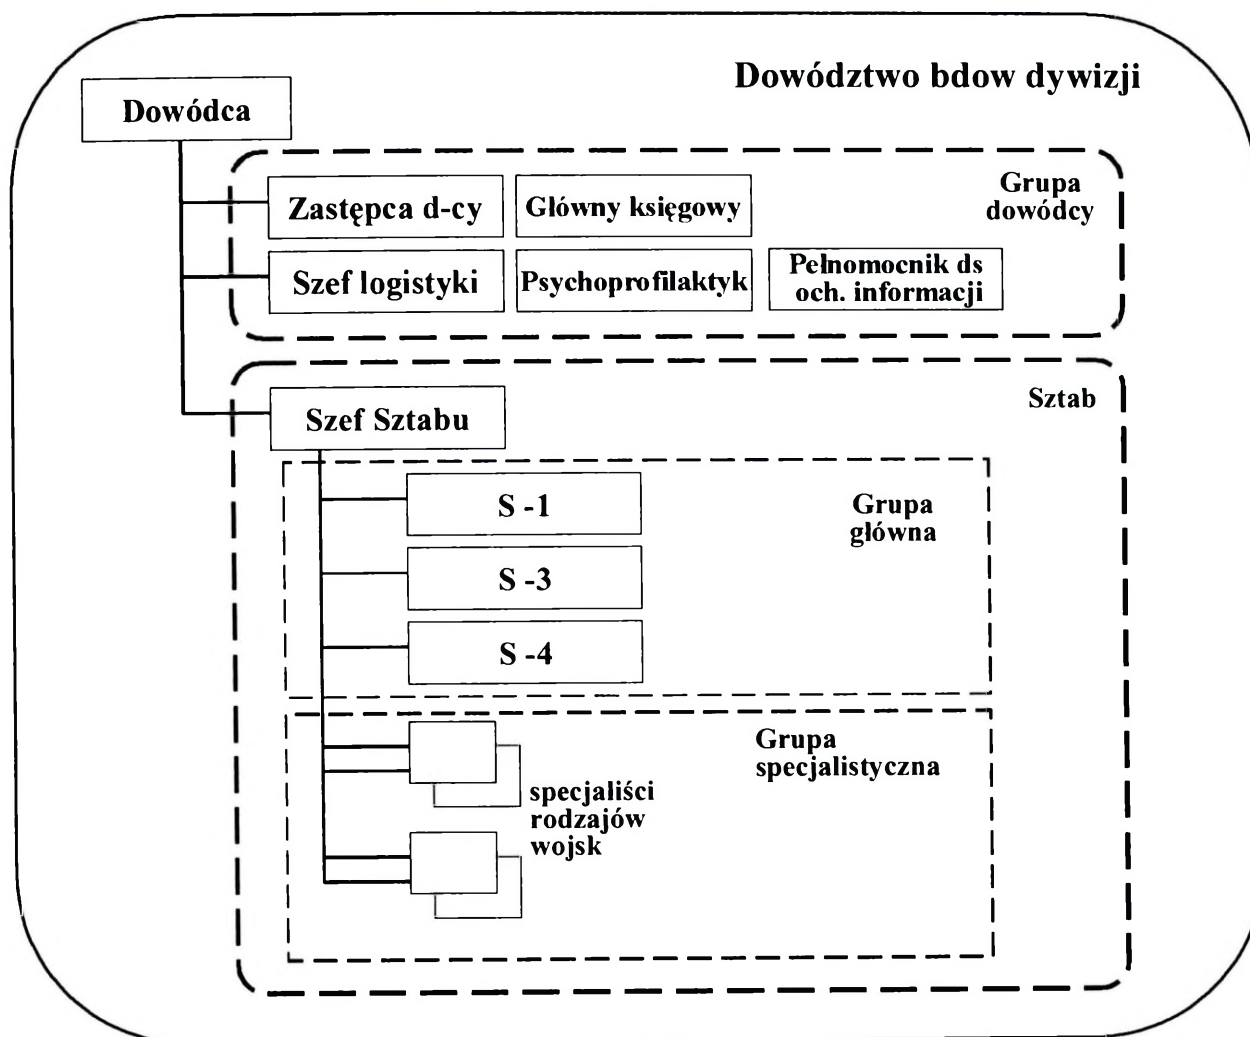 Dowództwo bdow dywizji
Dowódca
Grupa
dowódcy
Zastępca d-cy
Główny księgowy
Szef logistyki
Psychoprofilaktyk
Pełnomocnik ds
och. informacji
Sztab
Szef Sztabu
Grupa
główna
S -1
S -3
S -4
Grupa
specjalistyczna
specjaliści
rodzajów
wojsk